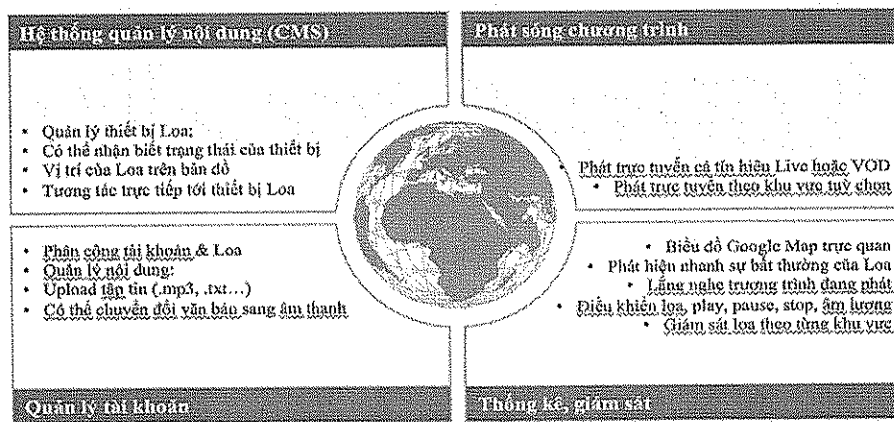 Hệ thống quản lý nội dung (CMS)
• Quản lý thiết bị Loa:
• Có thể nhận biết trạng thái của thiết bị
• Vị trí của Loa trên bản đồ
• Tương tác trực tiếp tới thiết bị Loa
Phát sóng chương trình
• Phát trực tuyến cả tín hiệu Live hoặc VOD
• Phát trực tuyến theo khu vực tuỳ chọn
• Phân công tài khoản & Loa
• Quản lý nội dung:
• Upload tập tin (.mp3, .txt…)
• Có thể chuyển đổi văn bản sang âm thanh
Quản lý tài khoản
• Biểu đồ Google Map trực quan
• Phát hiện nhanh sự bất thường của Loa
• Lắng nghe trương trình đang phát
• Điều khiển loa, play, pause, stop, âm lượng
• Giám sát loa theo từng khu vực
Thống kê, giám sát